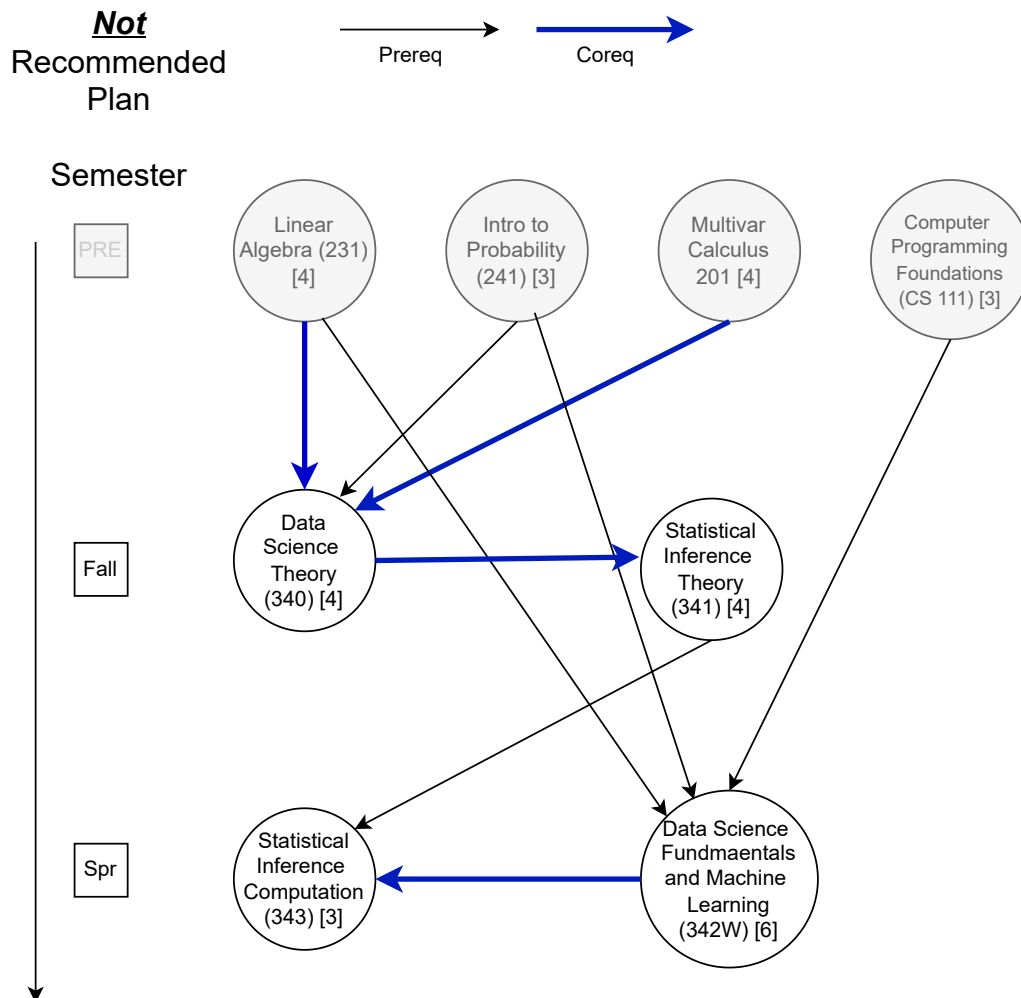 Not
Recommended
Plan
Prereq
Coreq
Semester
PRE
Linear
Algebra (231)
[4]
Intro to
Probability
(241) [3]
Multivar
Calculus
201 [4]
Computer
Programming
Foundations
(CS 111) [3]
Fall
Data
Science
Theory
(340) [4]
Statistical
Inference
Theory
(341) [4]
Spr
Statistical
Inference
Computation
(343) [3]
Data Science
Fundmaentals
and Machine
Learning
(342W) [6]